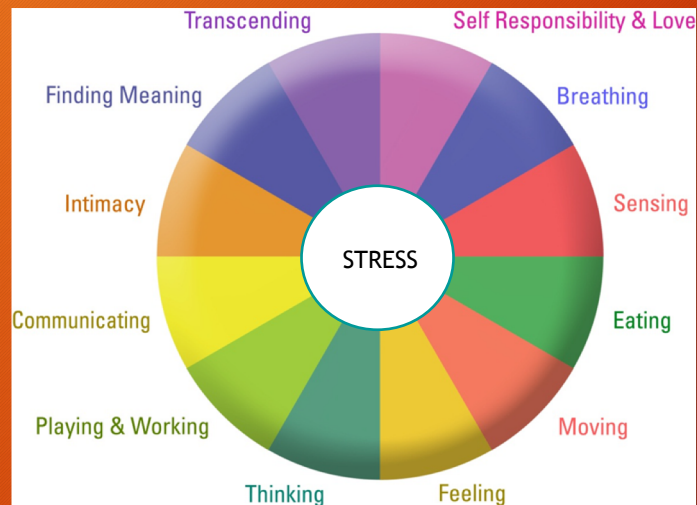 Transcending
Self Responsibility & Love
Finding Meaning
Breathing
Intimacy
Sensing
STRESS
Communicating
Eating
Playing & Working
Moving
Thinking
Feeling